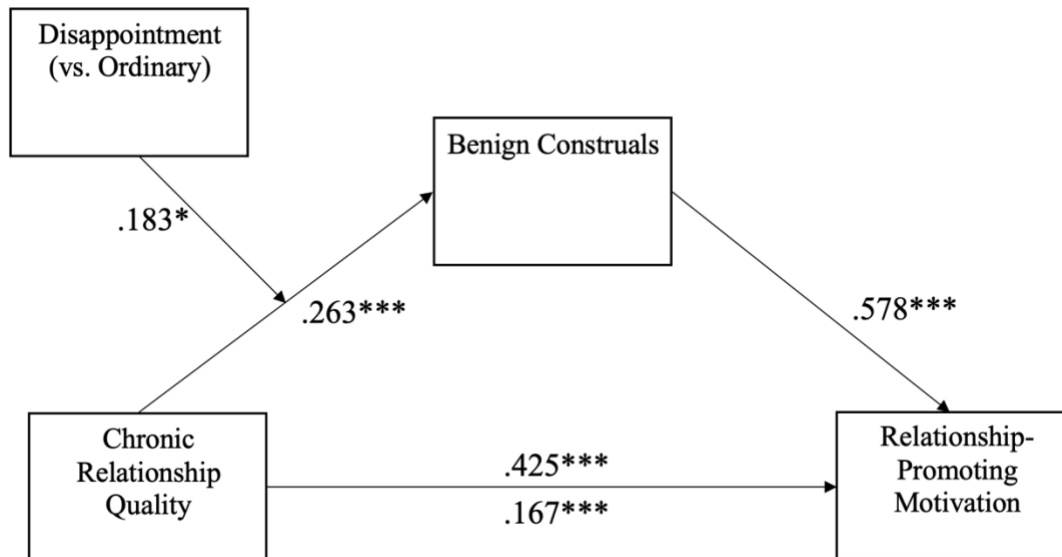 Disappointment
(vs. Ordinary)
Benign Construals
.183*
.263***
.578***
Chronic
Relationship
Quality
.425***
.167***
Relationship-
Promoting
Motivation